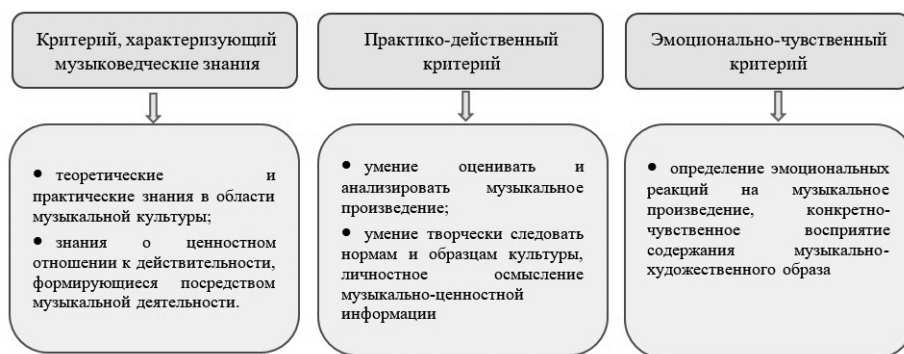 Критерий, характеризующий
музыковедческие знания
• теоретические и
практические знания в области
музыкальной культуры;
• знания о ценностном
отношении к действительности,
формирующиеся посредством
музыкальной деятельности.
Практико-действенный
критерий
• умение оценивать и
анализировать музыкальное
произведение;
• умение творчески следовать
нормам и образцам культуры,
личностное осмысление
музыкально-ценностной
информации
Эмоционально-чувственный
критерий
• определение эмоциональных
реакций на музыкальное
произведение, конкретно-
чувственное восприятие
содержания музыкально-
художественного образа